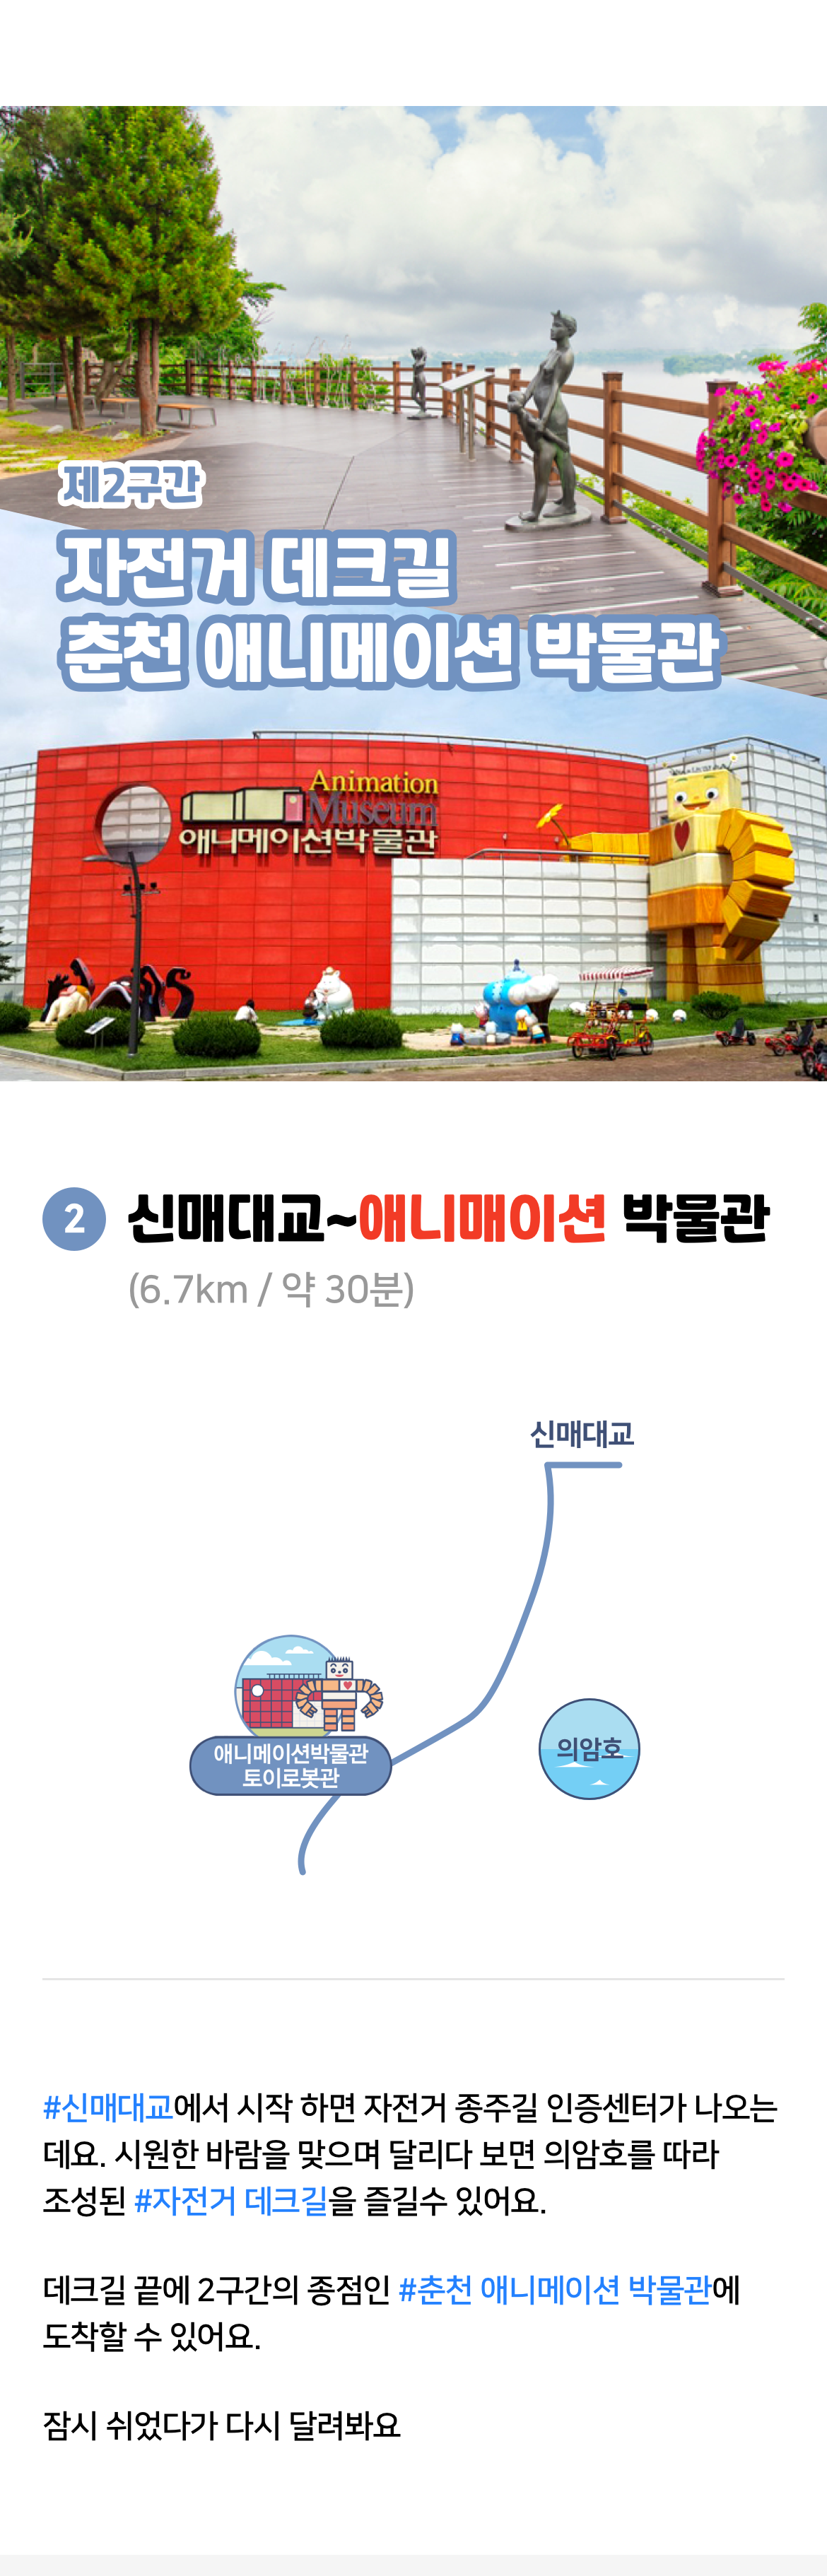 제2구간
자전거 데크길
춘천 애니메이션 박물관
Animation
Museum
애니메이션박물관
2 신매대교~애니매이션 박물관
(6.7km / 약 30분)
신매대교
애니메이션박물관
토이로봇관
의암호
#신매대교에서 시작 하면 자전거 종주길 인증센터가 나오는
데요. 시원한 바람을 맞으며 달리다 보면 의암호를 따라
조성된 #자전거 데크길을 즐길수 있어요.
데크길 끝에 2구간의 종점인 #춘천 애니메이션 박물관에
도착할 수 있어요.
잠시 쉬었다가 다시 달려봐요